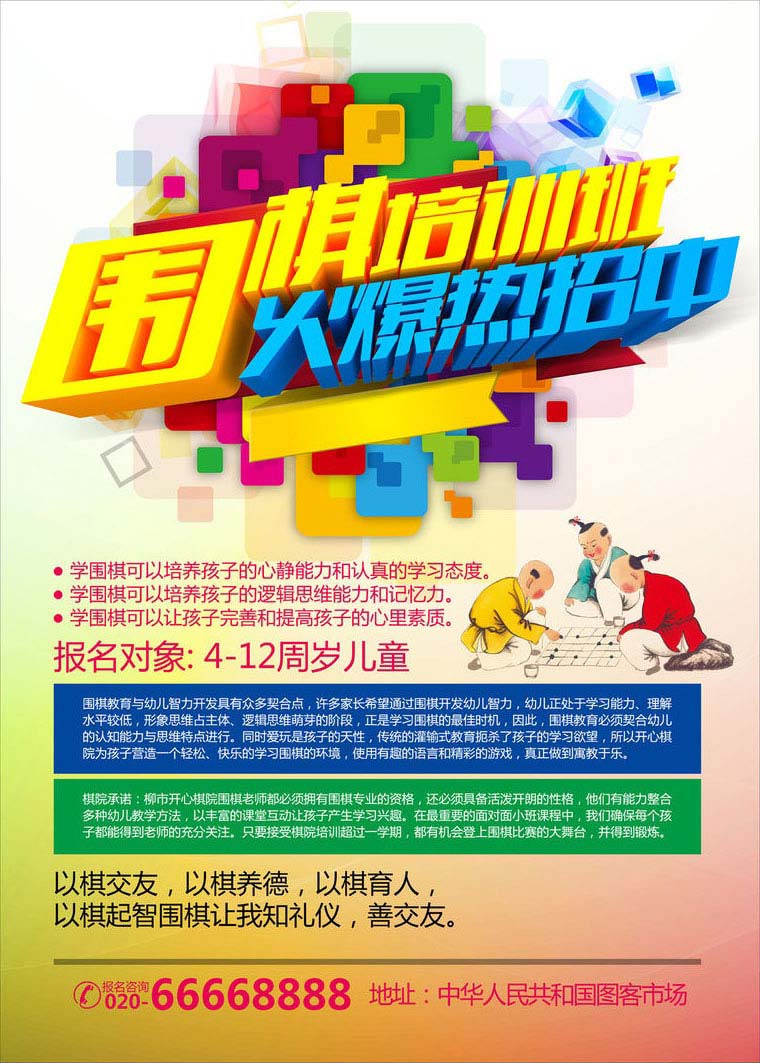 围棋培训班
火爆热招中
● 学围棋可以培养孩子的心静能力和认真的学习态度。
● 学围棋可以培养孩子的逻辑思维能力和记忆力。
● 学围棋可以让孩子完善和提高孩子的心里素质。
报名对象: 4-12周岁儿童
围棋教育与幼儿智力开发具有众多契合点，许多家长希望通过围棋开发幼儿智力，幼儿正处于学习能力、理解
水平较低，形象思维占主体、逻辑思维萌芽的阶段，正是学习围棋的最佳时机，因此，围棋教育必须契合幼儿
的认知能力与思维特点进行。同时爱玩是孩子的天性，传统的灌输式教育扼杀了孩子的学习欲望，所以开心棋
院为孩子营造一个轻松、快乐的学习围棋的环境，使用有趣的语言和精彩的游戏，真正做到寓教于乐。
棋院承诺：柳市开心棋院围棋老师都必须拥有围棋专业的资格，还必须具备活泼开朗的性格，他们有能力整合
多种幼儿教学方法，以丰富的课堂互动让孩子产生学习兴趣。在最重要的面对面小班课程中，我们确保每个孩
子都能得到老师的充分关注。只要接受棋院培训超过一学期，都有机会登上围棋比赛的大舞台，并得到锻炼。
以棋交友，以棋养德，以棋育人，
以棋起智围棋让我知礼仪，善交友。
报名咨询
020-66668888 地址：中华人民共和国图客市场